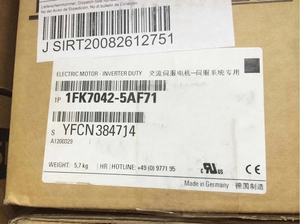 J SIRT20082612751
ELECTRIC MOTOR - INVERTER DUTY 交流伺服电机—伺服系统专用
1P 1FK7042-5AF71
S YFCN384714
A1200329
WEIGHT: 5,7 kg HR HOTLINE: +49 (0) 9771 95
Made in Germany 德国制造